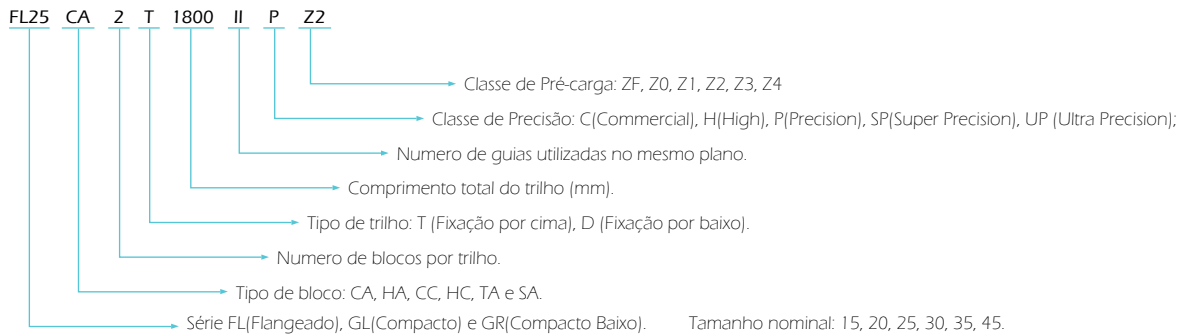 FL25 CA 2 T 1800 II P Z2
Classe de Pré-carga: ZF, Z0, Z1, Z2, Z3, Z4
Classe de Precisão: C(Commercial), H(High), P(Precision), SP(Super Precision), UP (Ultra Precision);
Numero de guias utilizadas no mesmo plano.
Comprimento total do trilho (mm).
Tipo de trilho: T (Fixação por cima), D (Fixação por baixo).
Numero de blocos por trilho.
Tipo de bloco: CA, HA, CC, HC, TA e SA.
Série FL(Flangeado), GL(Compacto) e GR(Compacto Baixo). Tamanho nominal: 15, 20, 25, 30, 35, 45.